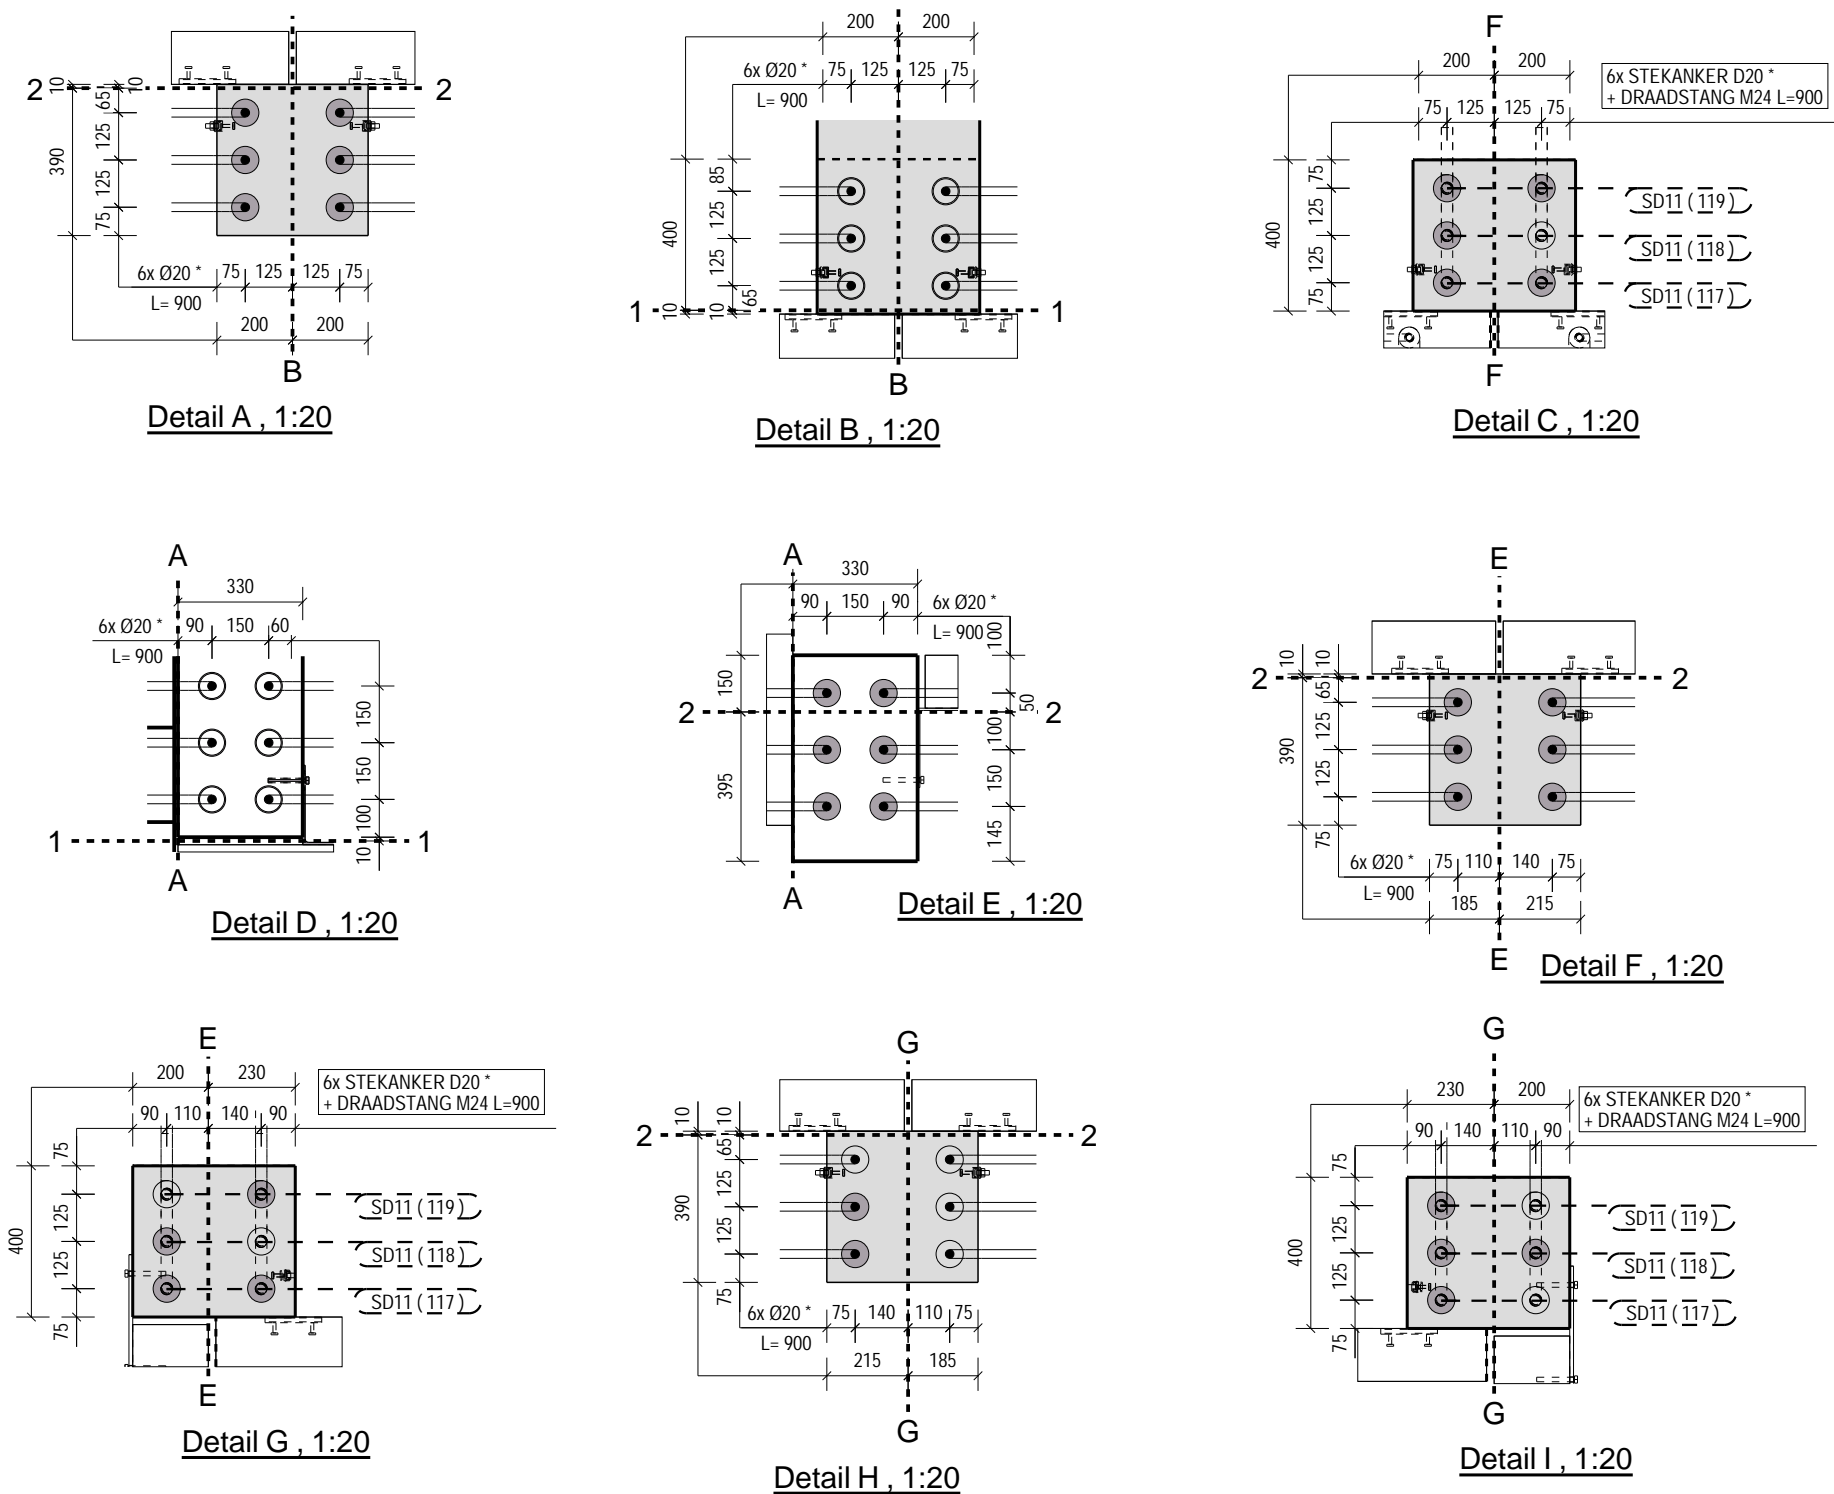 200 200
10 10
2 2
65
125
390
125
75
6x Ø20 * 75 125 125 75
L= 900
200 200
B
Detail A , 1:20
200 200
6x Ø20 * 75 125 125 75
L= 900
85
125
400
125
65
10 10
1 1
B
Detail B , 1:20
F
200 200
6x STEKANKER D20 *
+ DRAADSTANG M24 L=900
75 125 125 75
75
125
400
125
75
SD11 ( 119 )
SD11 ( 118 )
SD11 ( 117 )
F
Detail C , 1:20
A
330
6x Ø20 * 90 150 60
L= 900
150
150
100
10
1 1
A
Detail D , 1:20
A
330
90 150 90 6x Ø20 *
L= 900
100
150
50
2 2
100
395
150
145
A
Detail E , 1:20
E
10 10
2 2
65
125
390
125
75
6x Ø20 * 75 110 140 75
L= 900
185 215
E
Detail F , 1:20
E
200 230
6x STEKANKER D20 *
+ DRAADSTANG M24 L=900
90 110 140 90
75
125
400
125
75
SD11 ( 119 )
SD11 ( 118 )
SD11 ( 117 )
E
Detail G , 1:20
G
10 10
2 2
65
125
390
125
75
6x Ø20 * 75 140 110 75
L= 900
215 185
G
Detail H , 1:20
G
230 200
6x STEKANKER D20 *
+ DRAADSTANG M24 L=900
90 140 110 90
75
125
400
125
75
SD11 ( 119 )
SD11 ( 118 )
SD11 ( 117 )
G
Detail I , 1:20